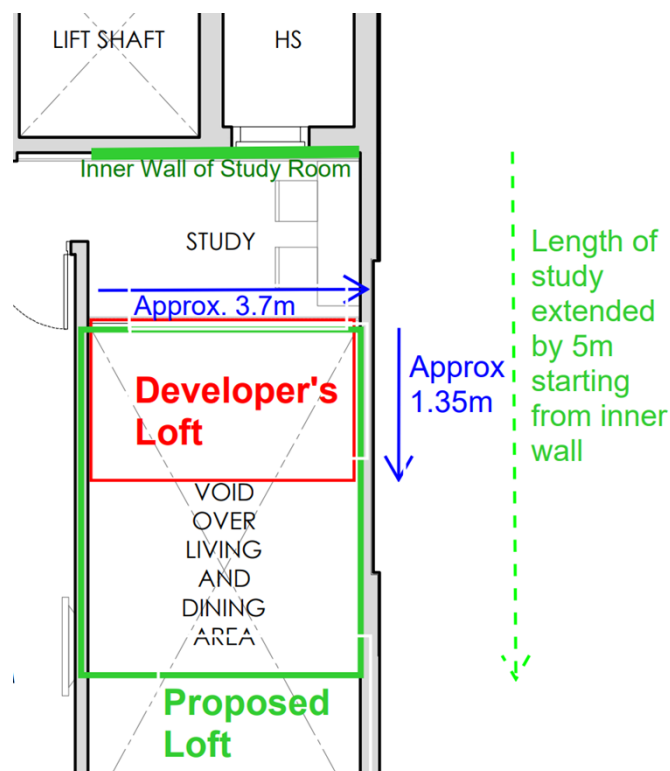 LIFT SHAFT
HS
Inner Wall of Study Room
STUDY
Approx. 3.7m
Developer's
Loft
Approx
1.35m
VOID
OVER
LIVING
AND
DINING
AREA
Proposed
Loft
Length of
study
extended
by 5m
starting
from inner
wall